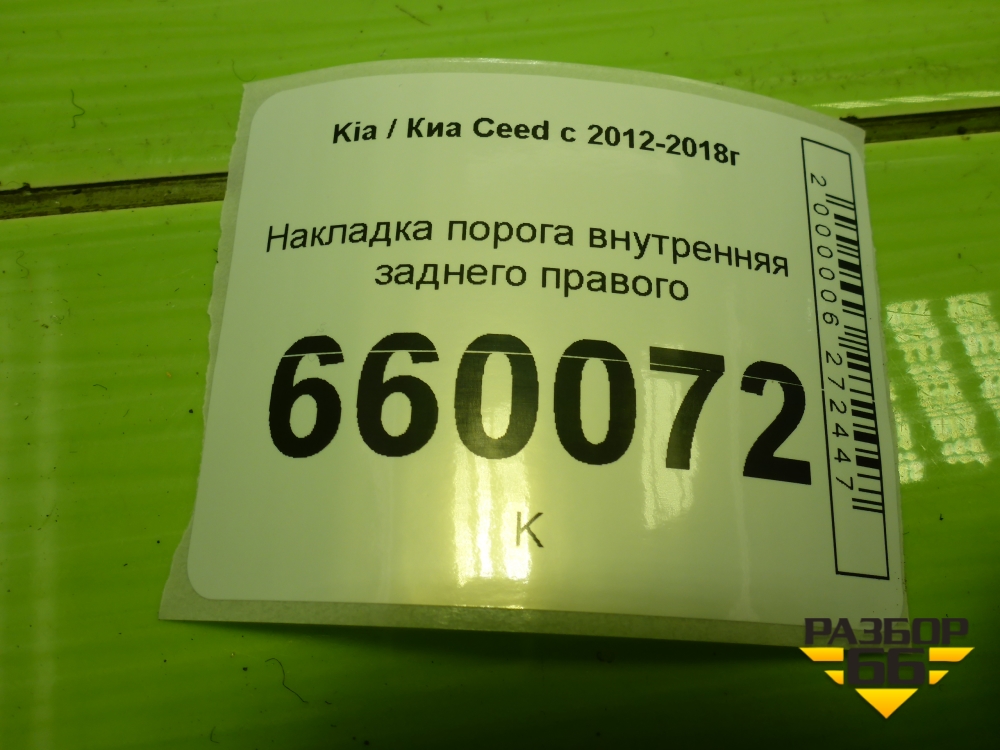 Kia / Киа Ceed с 2012-2018г
Накладка порога внутренняя
заднего правого
660072
К
2000006272447
РАЗБОР
66